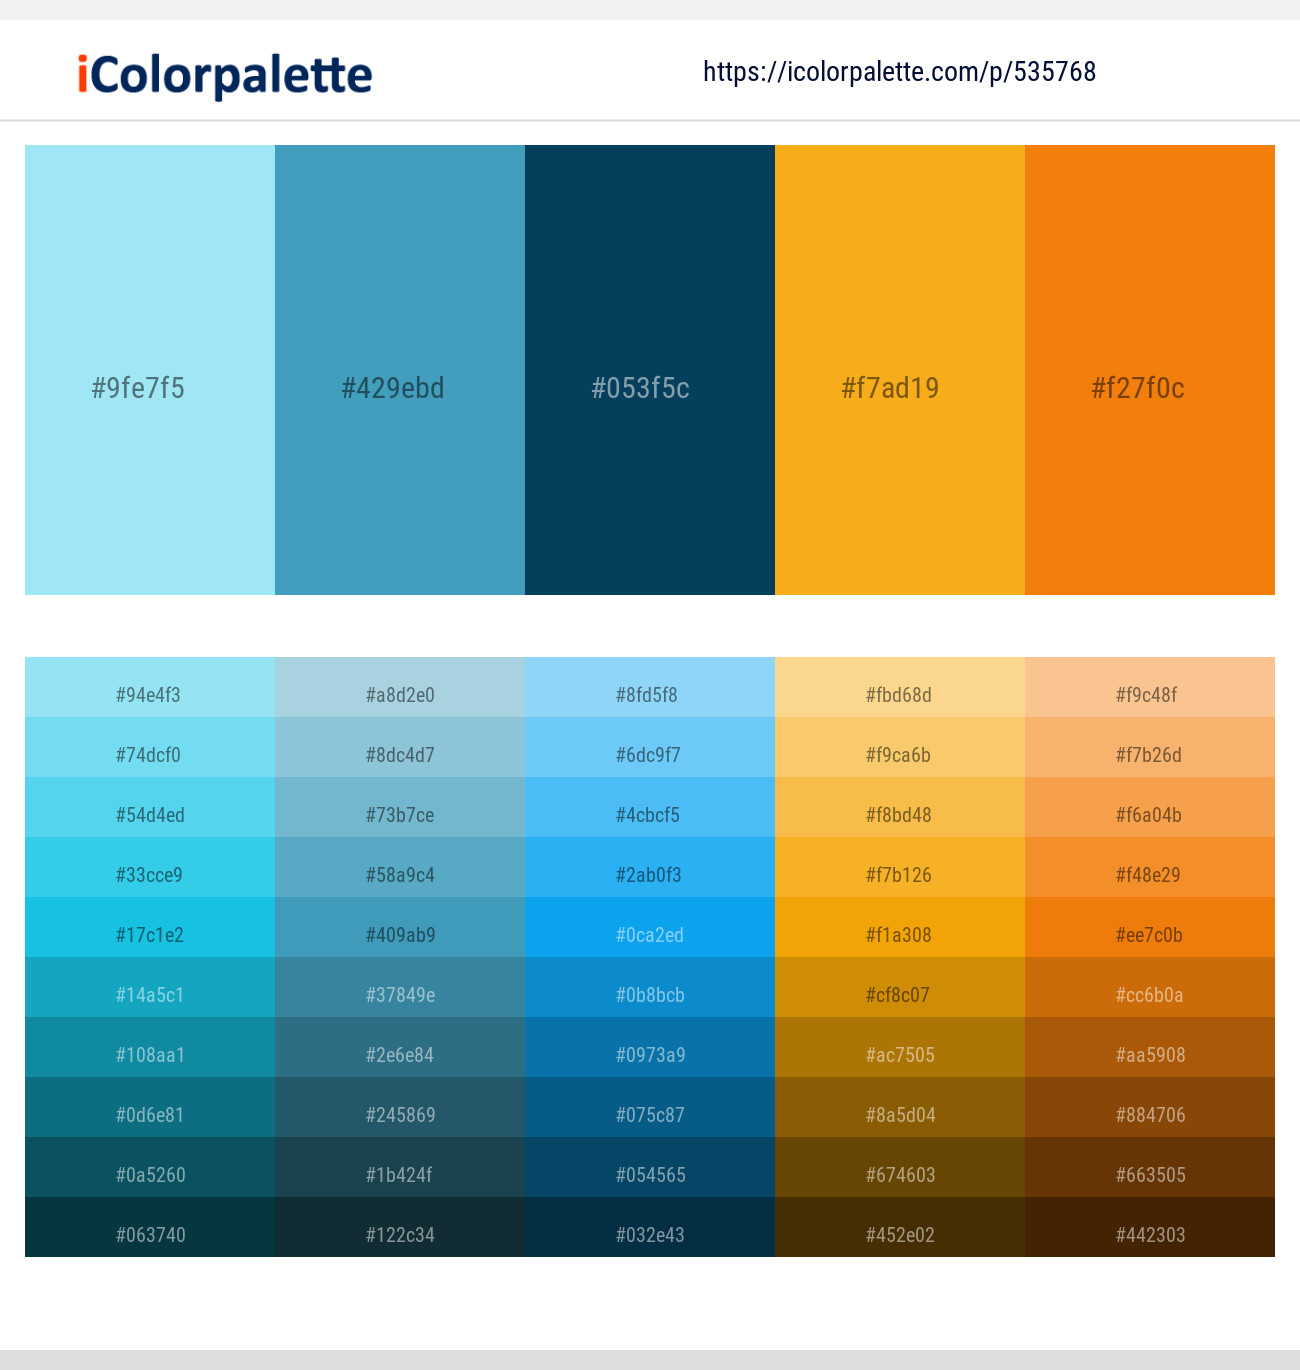 iColorpalette
https://icolorpalette.com/p/535768
#9fe7f5 #429ebd #053f5c #f7ad19 #f27f0c
#94e4f3 #a8d2e0 #8fd5f8 #fbd68d #f9c48f
#74dcf0 #8dc4d7 #6dc9f7 #f9ca6b #f7b26d
#54d4ed #73b7ce #4cbcf5 #f8bd48 #f6a04b
#33cce9 #58a9c4 #2ab0f3 #f7b126 #f48e29
#17c1e2 #409ab9 #0ca2ed #f1a308 #ee7c0b
#14a5c1 #37849e #0b8bcb #cf8c07 #cc6b0a
#108aa1 #2e6e84 #0973a9 #ac7505 #aa5908
#0d6e81 #245869 #075c87 #8a5d04 #884706
#0a5260 #1b424f #054565 #674603 #663505
#063740 #122c34 #032e43 #452e02 #442303